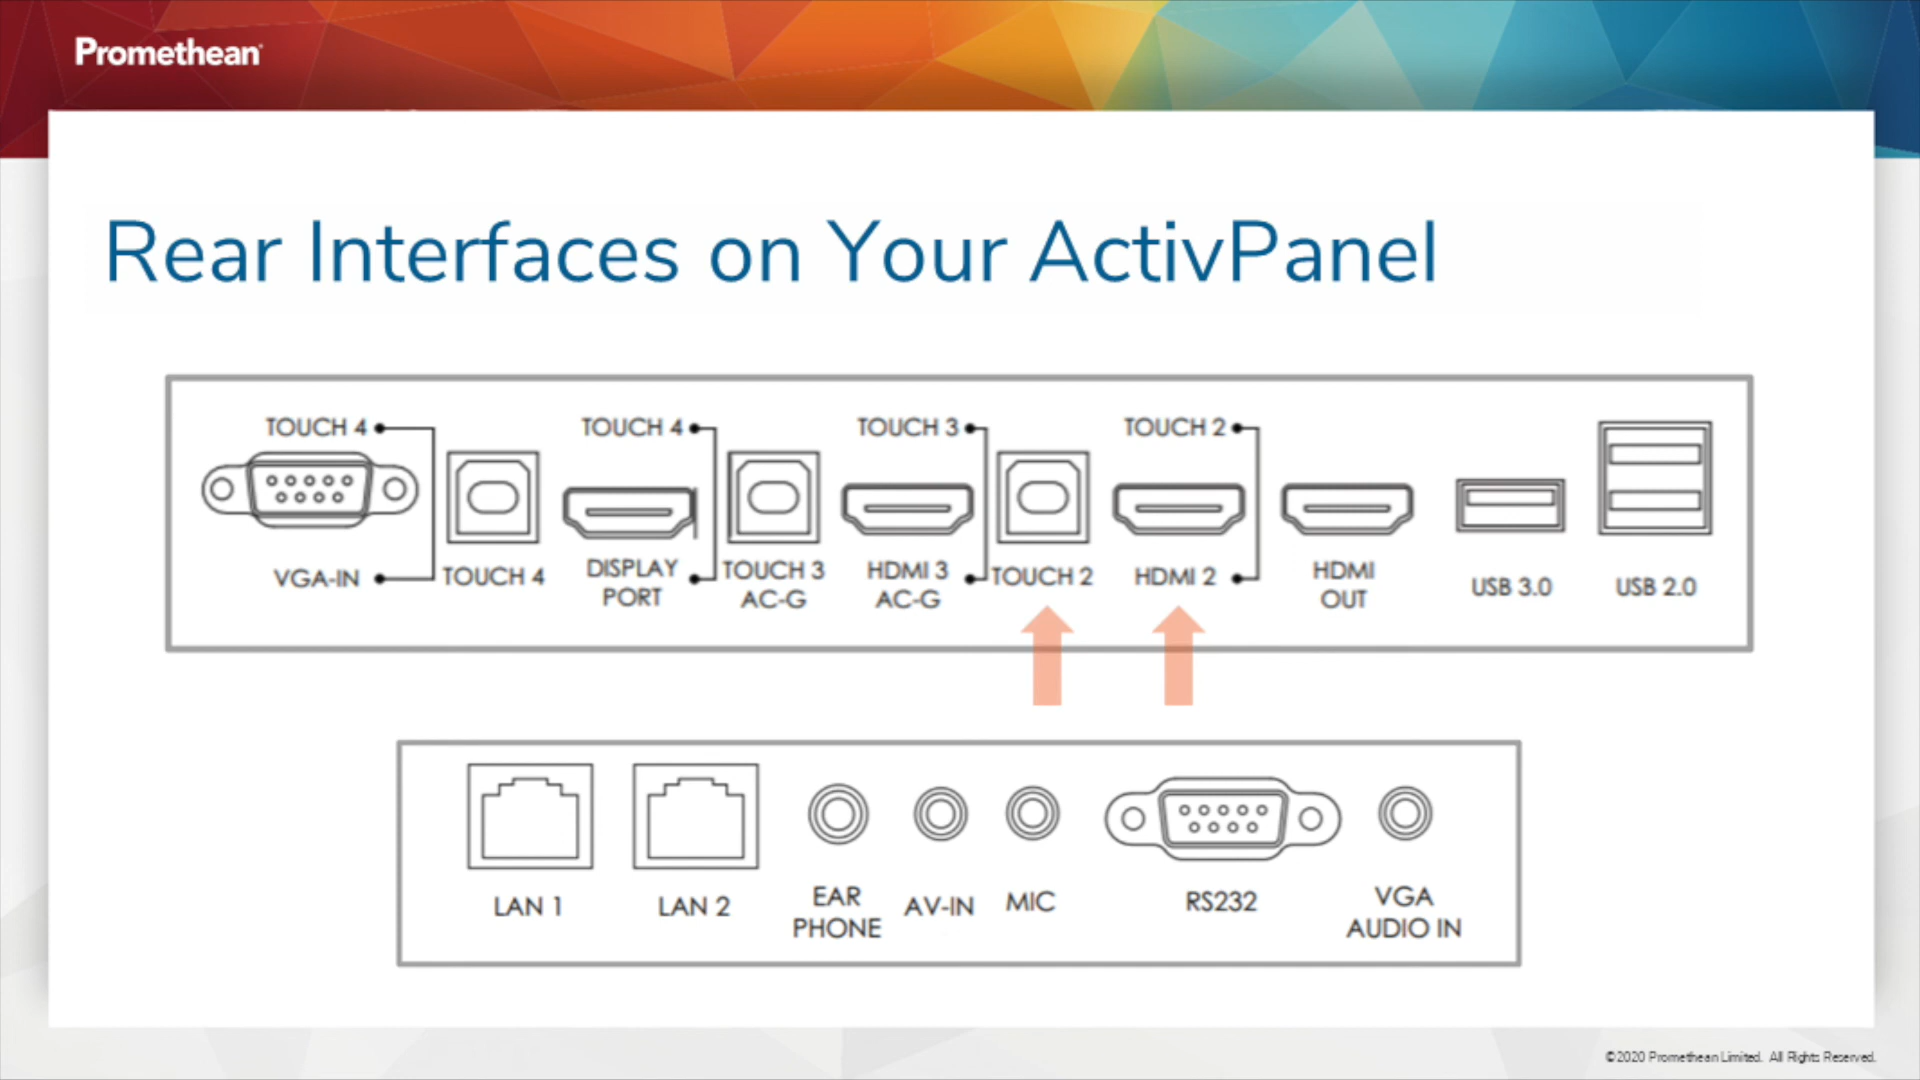 Promethean
Rear Interfaces on Your ActivPanel
TOUCH 4
TOUCH 4
TOUCH 3
TOUCH 2
VGA-IN
TOUCH 4
DISPLAY
PORT
TOUCH 3
AC-G
HDMI 3
AC-G
TOUCH 2
HDMI 2
HDMI
OUT
USB 3.0
USB 2.0
LAN 1
LAN 2
EAR
PHONE
AV-IN
MIC
RS232
VGA
AUDIO IN
©2020 Promethean Limited. All Rights Reserved.